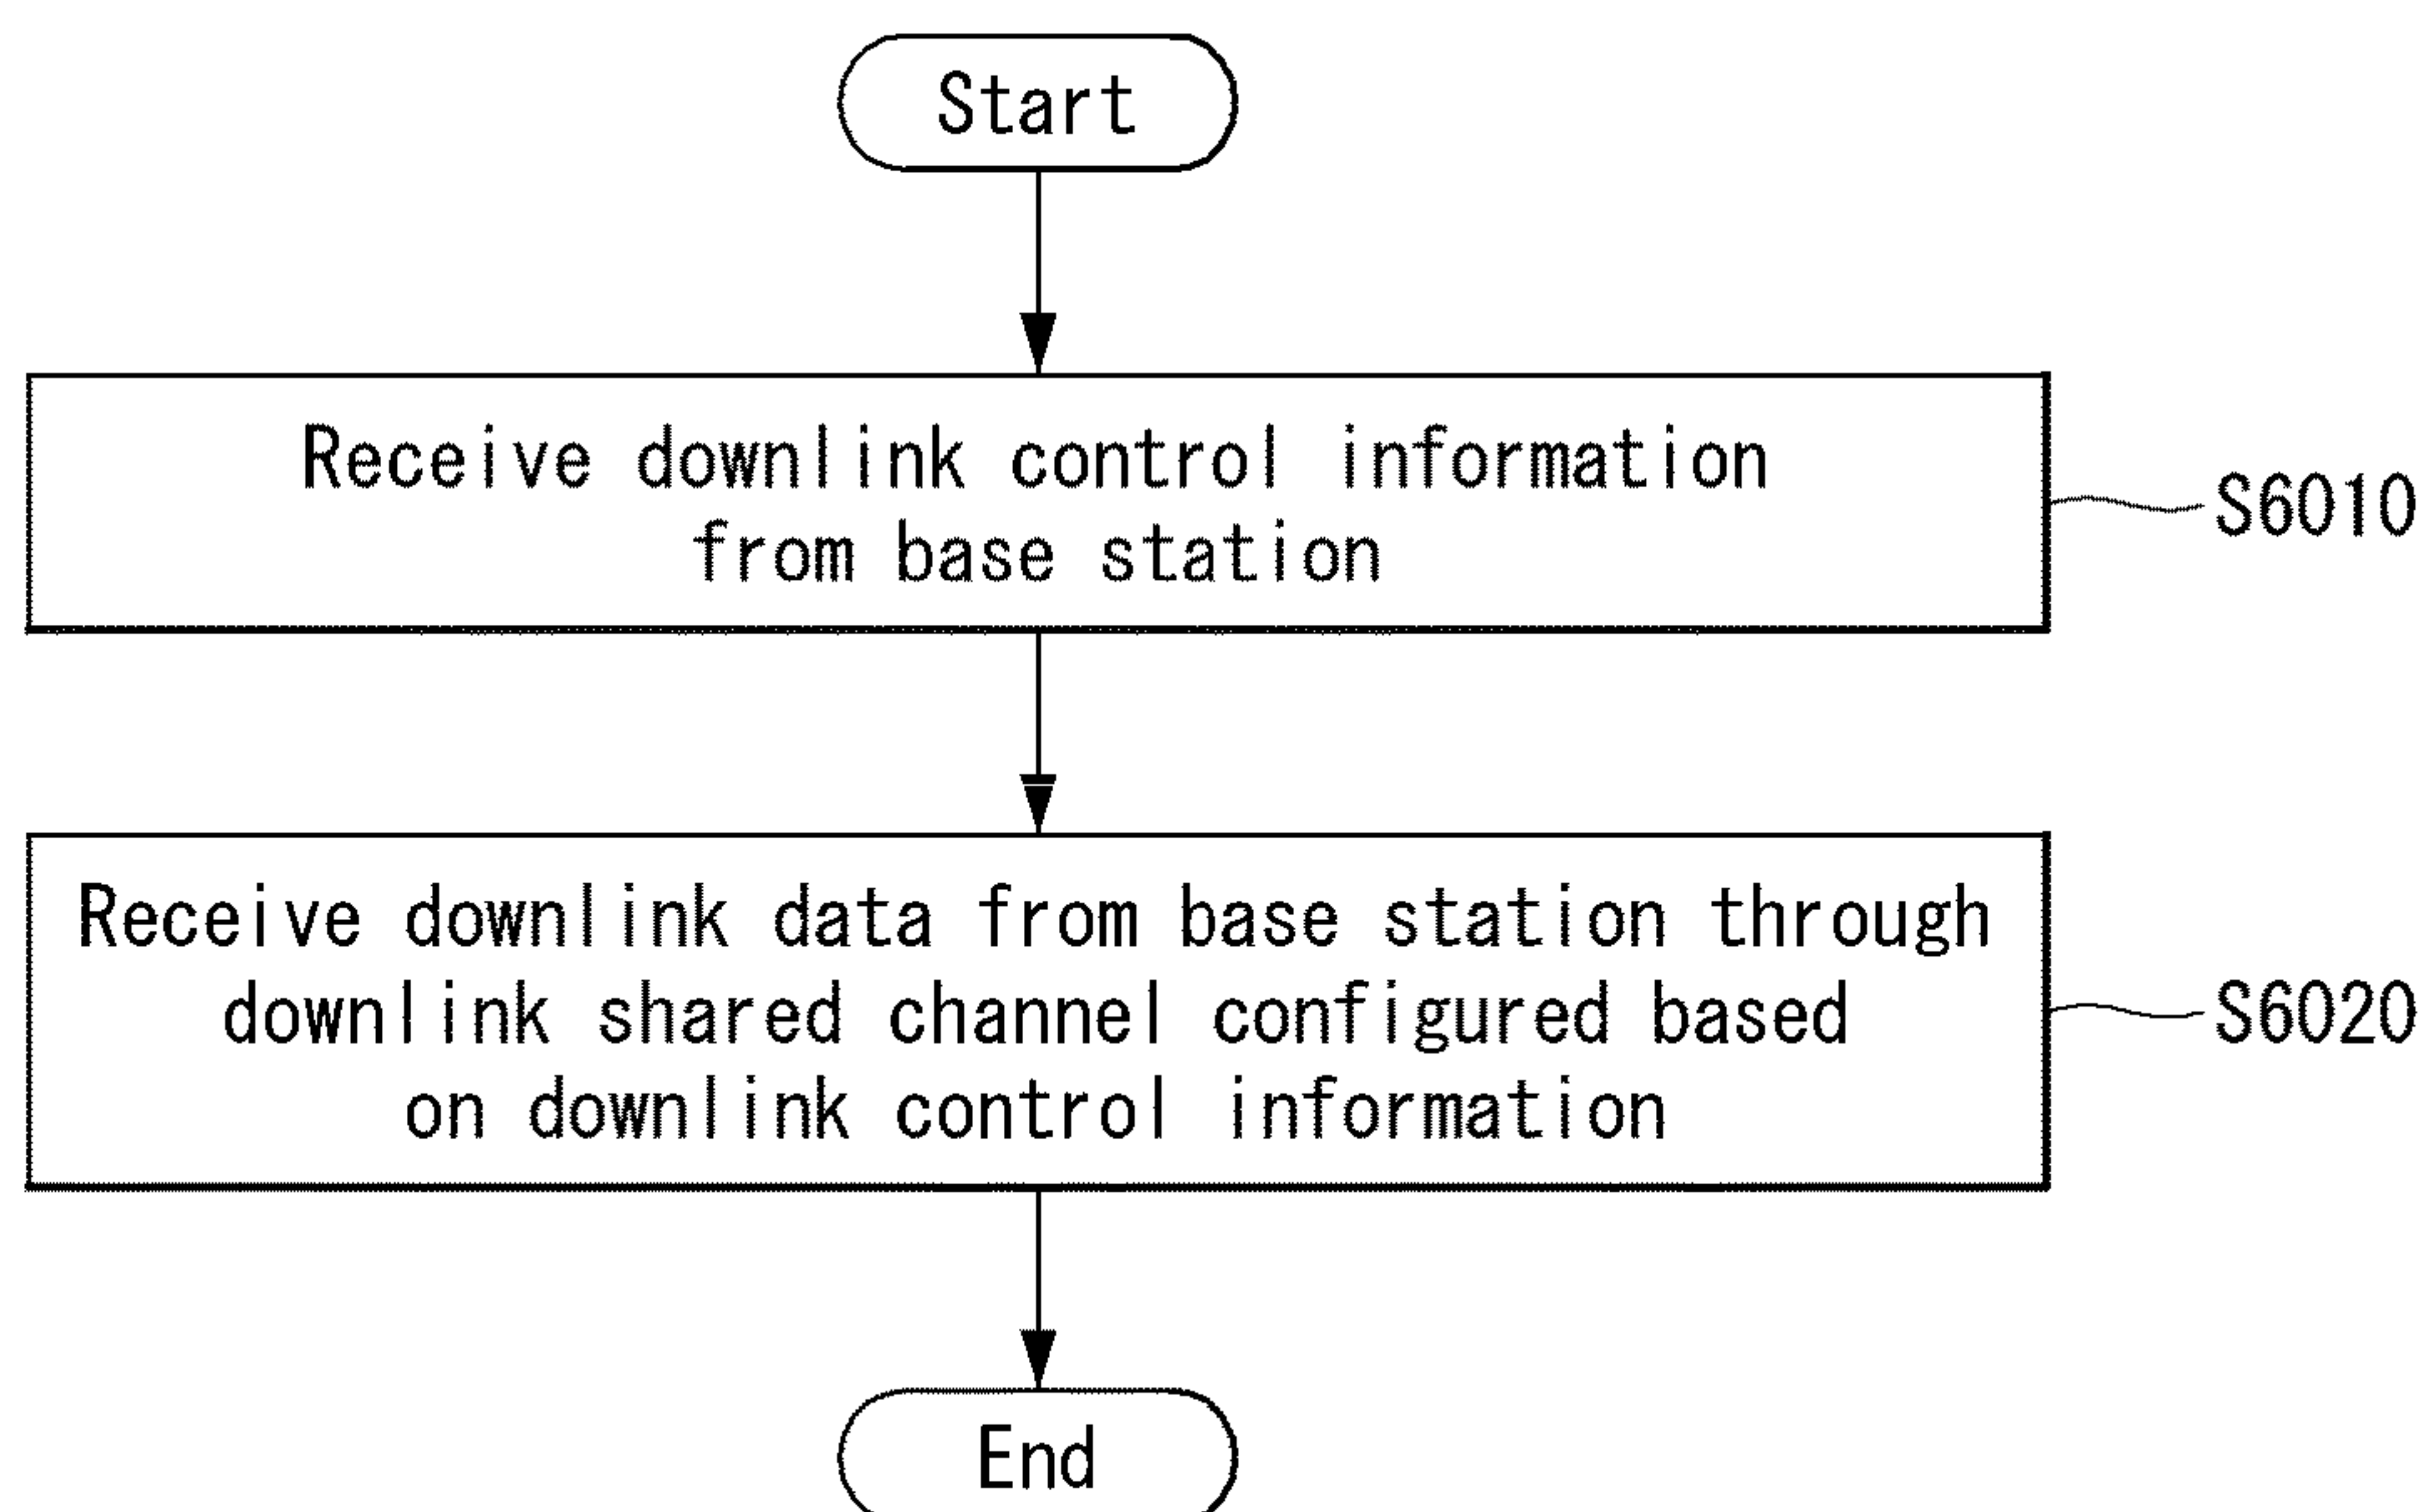 Start
Receive downlink control information
from base station
S6010
Receive downlink data from base station through
downlink shared channel configured based
on downlink control information
S6020
End